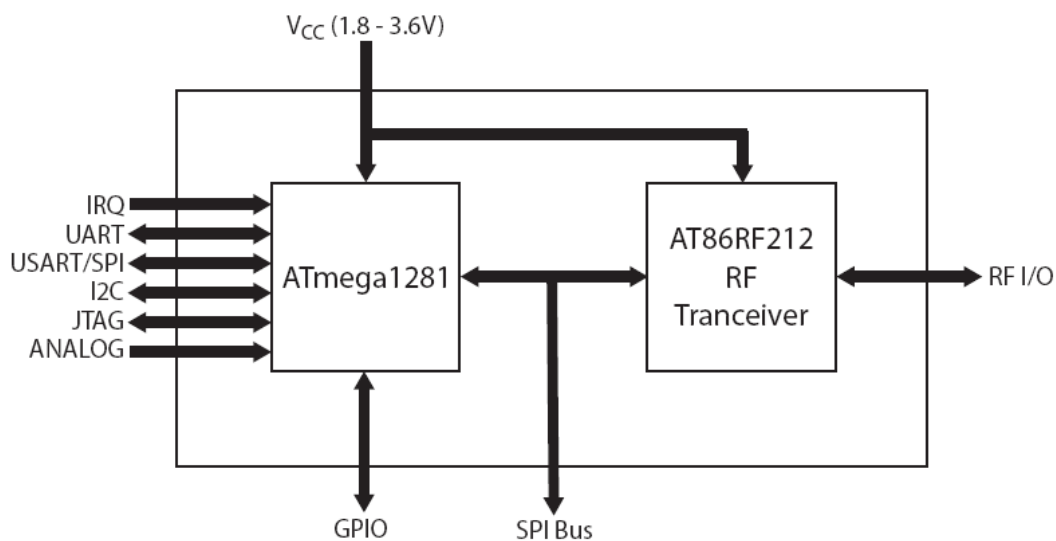 VCC (1.8 - 3.6V)
IRQ
UART
USART/SPI
I2C
JTAG
ANALOG
ATmega1281
AT86RF212
RF
Tranceiver
RF I/O
GPIO
SPI Bus